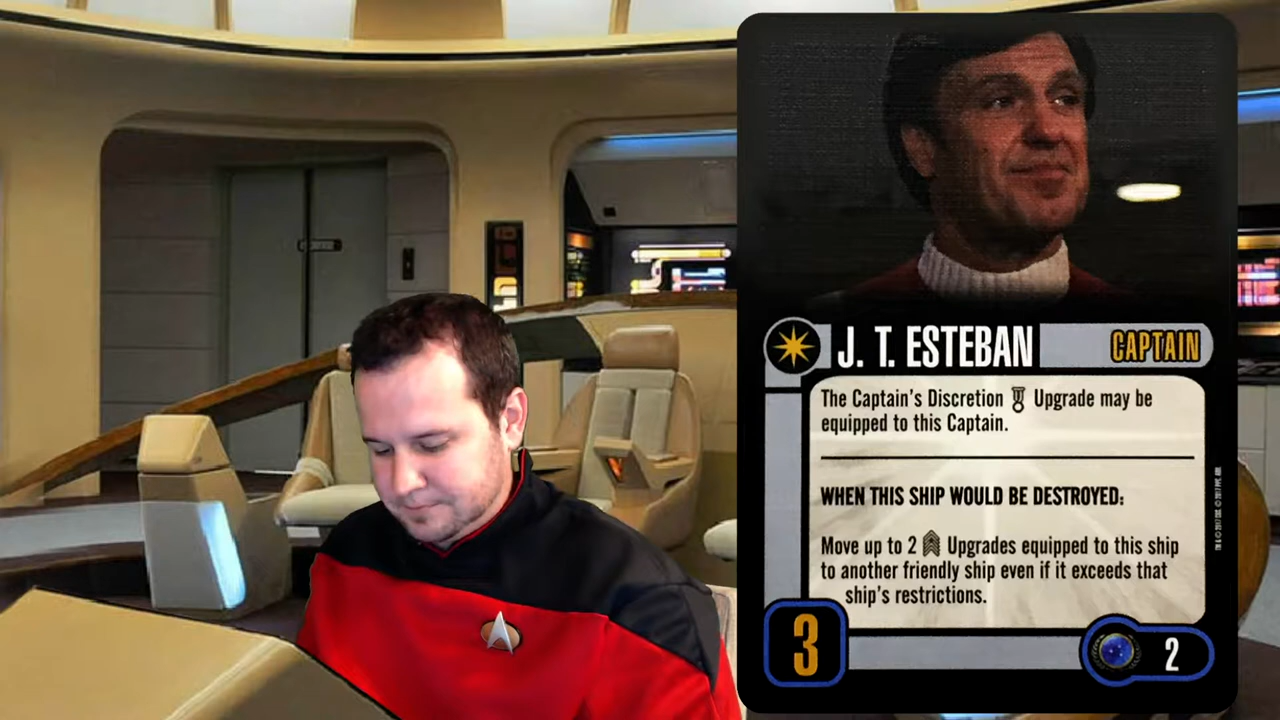 J. T. ESTEBAN
CAPTAIN
The Captain's Discretion Upgrade may be
equipped to this Captain.
WHEN THIS SHIP WOULD BE DESTROYED:
Move up to 2 Upgrades equipped to this ship
to another friendly ship even if it exceeds that
ship's restrictions.
3
2